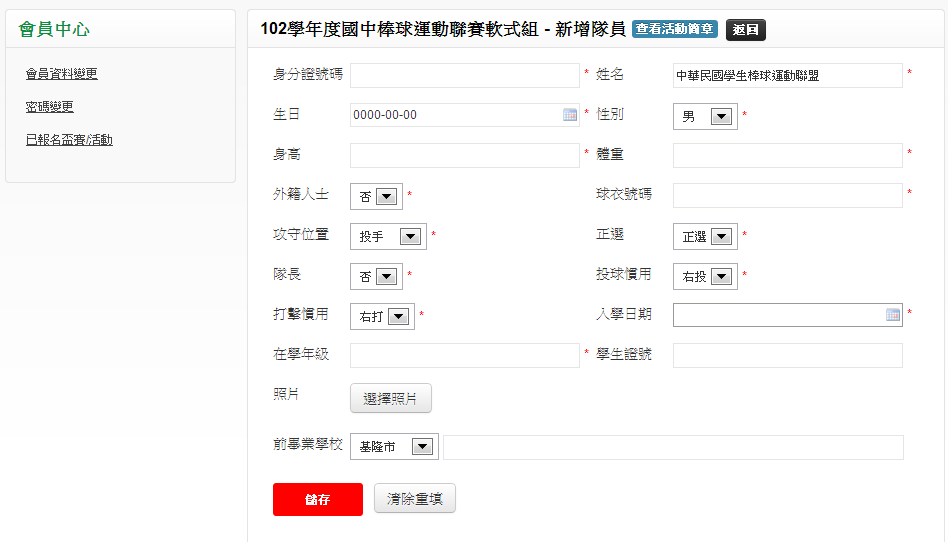 會員中心
會員資料變更
密碼變更
已報名盃賽/活動
102學年度國中棒球運動聯賽軟式組 - 新增隊員 查看活動簡章 返回
身分證號碼 * 姓名 中華民國學生棒球運動聯盟 *
生日 0000-00-00 * 性別 男 *
身高 * 體重 *
外籍人士 否 * 球衣號碼 *
攻守位置 投手 * 正選 正選 *
隊長 否 * 投球慣用 右投 *
打擊慣用 右打 * 入學日期 *
在學年級 * 學生證號
照片 選擇照片
前畢業學校 基隆市
儲存 清除重填